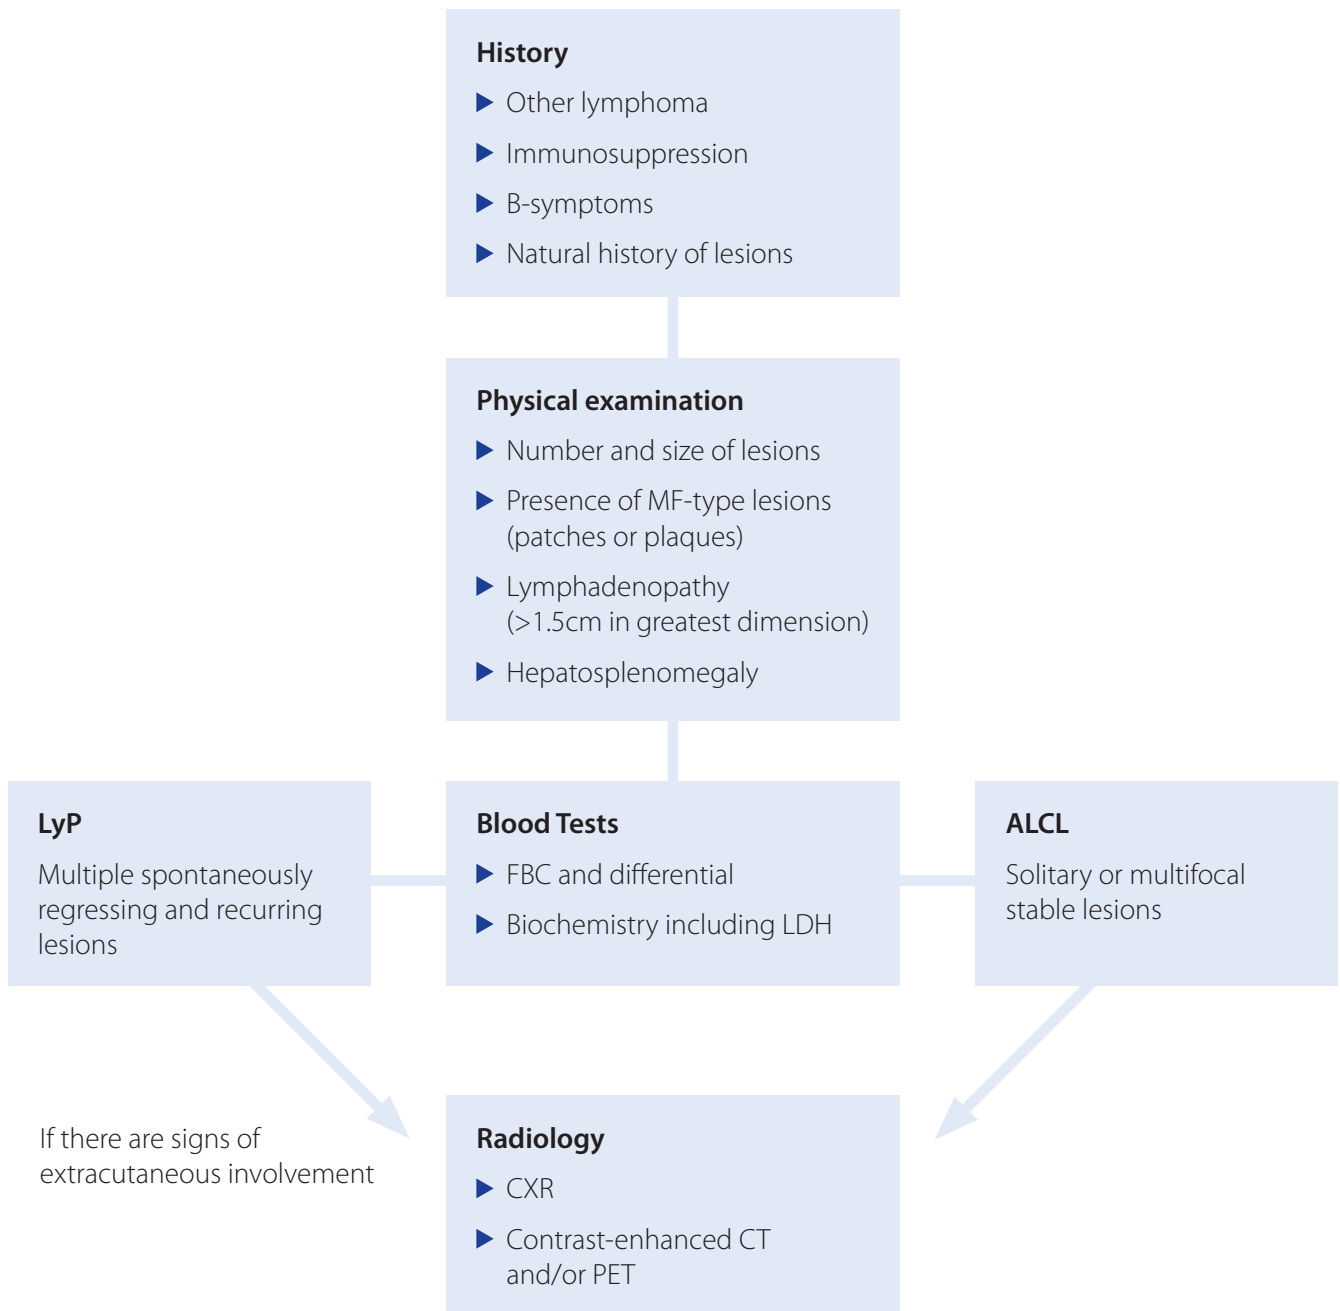 History
▶ Other lymphoma
▶ Immunosuppression
▶ B-symptoms
▶ Natural history of lesions
Physical examination
▶ Number and size of lesions
▶ Presence of MF-type lesions
(patches or plaques)
▶ Lymphadenopathy
(>1.5cm in greatest dimension)
▶ Hepatosplenomegaly
LyP
Multiple spontaneously
regressing and recurring
lesions
Blood Tests
▶ FBC and differential
▶ Biochemistry including LDH
ALCL
Solitary or multifocal
stable lesions
If there are signs of
extracutaneous involvement
Radiology
▶ CXR
▶ Contrast-enhanced CT
and/or PET